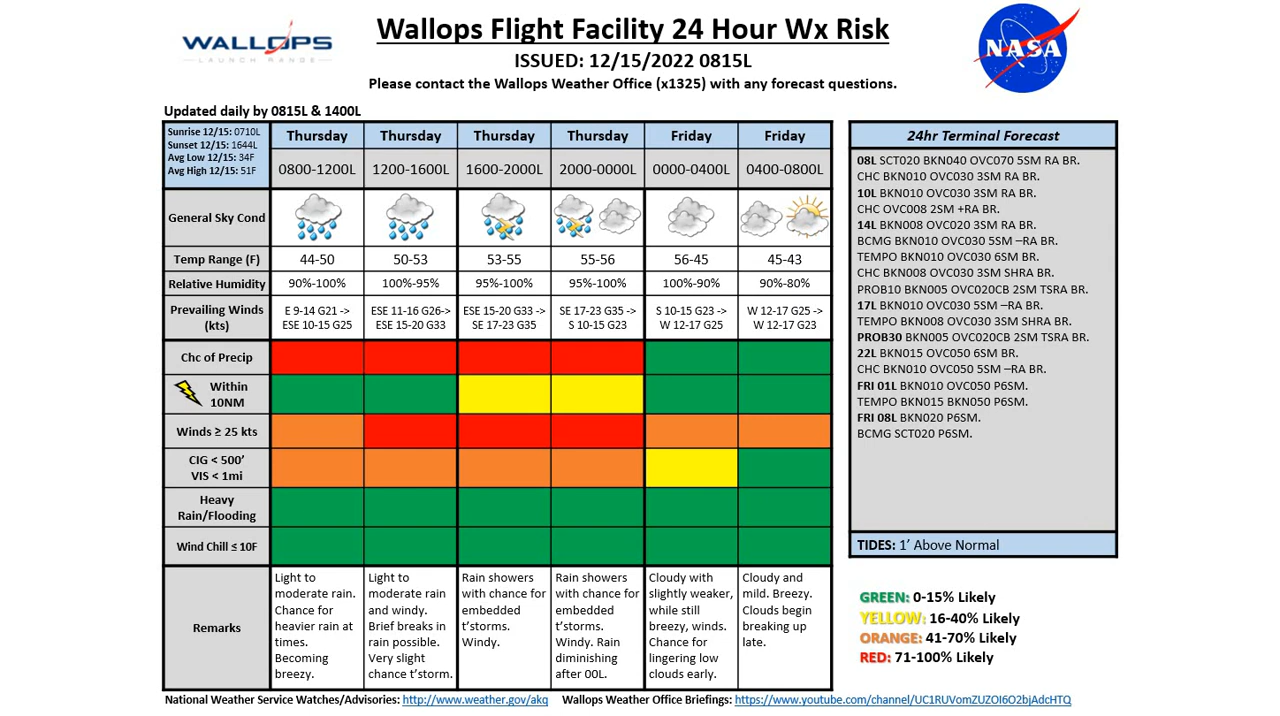 WALLOPS
LAUNCH RANGE
Wallops Flight Facility 24 Hour Wx Risk
ISSUED: 12/15/2022 0815L
Please contact the Wallops Weather Office (x1325) with any forecast questions.
NASA
Updated daily by 0815L & 1400L
Sunrise 12/15: 0710L
Sunset 12/15: 1644L
Avg Low 12/15: 34F
Avg High 12/15: 51F
Thursday Thursday Thursday Thursday Friday Friday
0800-1200L 1200-1600L 1600-2000L 2000-0000L 0000-0400L 0400-0800L
General Sky Cond
Temp Range (F) 44-50 50-53 53-55 55-56 56-45 45-43
Relative Humidity 90%-100% 100%-95% 95%-100% 95%-100% 100%-90% 90%-80%
Prevailing Winds E 9-14 G21 -> ESE 11-16 G26-> ESE 15-20 G33 -> SE 17-23 G35 -> S 10-15 G23 -> W 12-17 G25 ->
(kts) ESE 10-15 G25 ESE 15-20 G33 SE 17-23 G35 S 10-15 G23 W 12-17 G25 W 12-17 G23
Chc of Precip
Within
10NM
Winds ≥ 25 kts
CIG < 500’
VIS < 1mi
Heavy
Rain/Flooding
Wind Chill ≤ 10F
Remarks
Light to
moderate rain.
Chance for
heavier rain at
times.
Becoming
breezy.
Light to
moderate rain
and windy.
Brief breaks in
rain possible.
Very slight
chance t’storm.
Rain showers
with chance for
embedded
t’storms.
Windy.
Rain showers
with chance for
embedded
t’storms.
Windy. Rain
diminishing
after 00L.
Cloudy with
slightly weaker,
while still
breezy, winds.
Chance for
lingering low
clouds early.
Cloudy and
mild. Breezy.
Clouds begin
breaking up
late.
24hr Terminal Forecast
08L SCT020 BKN040 OVC070 5SM RA BR.
CHC BKN010 OVC030 3SM RA BR.
10L BKN010 OVC030 3SM RA BR.
CHC OVC008 2SM +RA BR.
14L BKN008 OVC020 3SM RA BR.
BCMG BKN010 OVC030 5SM –RA BR.
TEMPO BKN010 OVC030 6SM BR.
CHC BKN008 OVC030 3SM SHRA BR.
PROB10 BKN005 OVC020CB 2SM TSRA BR.
17L BKN010 OVC030 5SM –RA BR.
TEMPO BKN008 OVC030 3SM SHRA BR.
PROB30 BKN005 OVC020CB 2SM TSRA BR.
22L BKN015 OVC050 6SM BR.
CHC BKN010 OVC050 5SM –RA BR.
FRI 01L BKN010 OVC050 P6SM.
TEMPO BKN015 BKN050 P6SM.
FRI 08L BKN020 P6SM.
BCMG SCT020 P6SM.
TIDES: 1’ Above Normal
GREEN: 0-15% Likely
YELLOW: 16-40% Likely
ORANGE: 41-70% Likely
RED: 71-100% Likely
National Weather Service Watches/Advisories: http://www.weather.gov/akq Wallops Weather Office Briefings: https://www.youtube.com/channel/UC1RUVomZUZOI6O2bjAdcHTQ